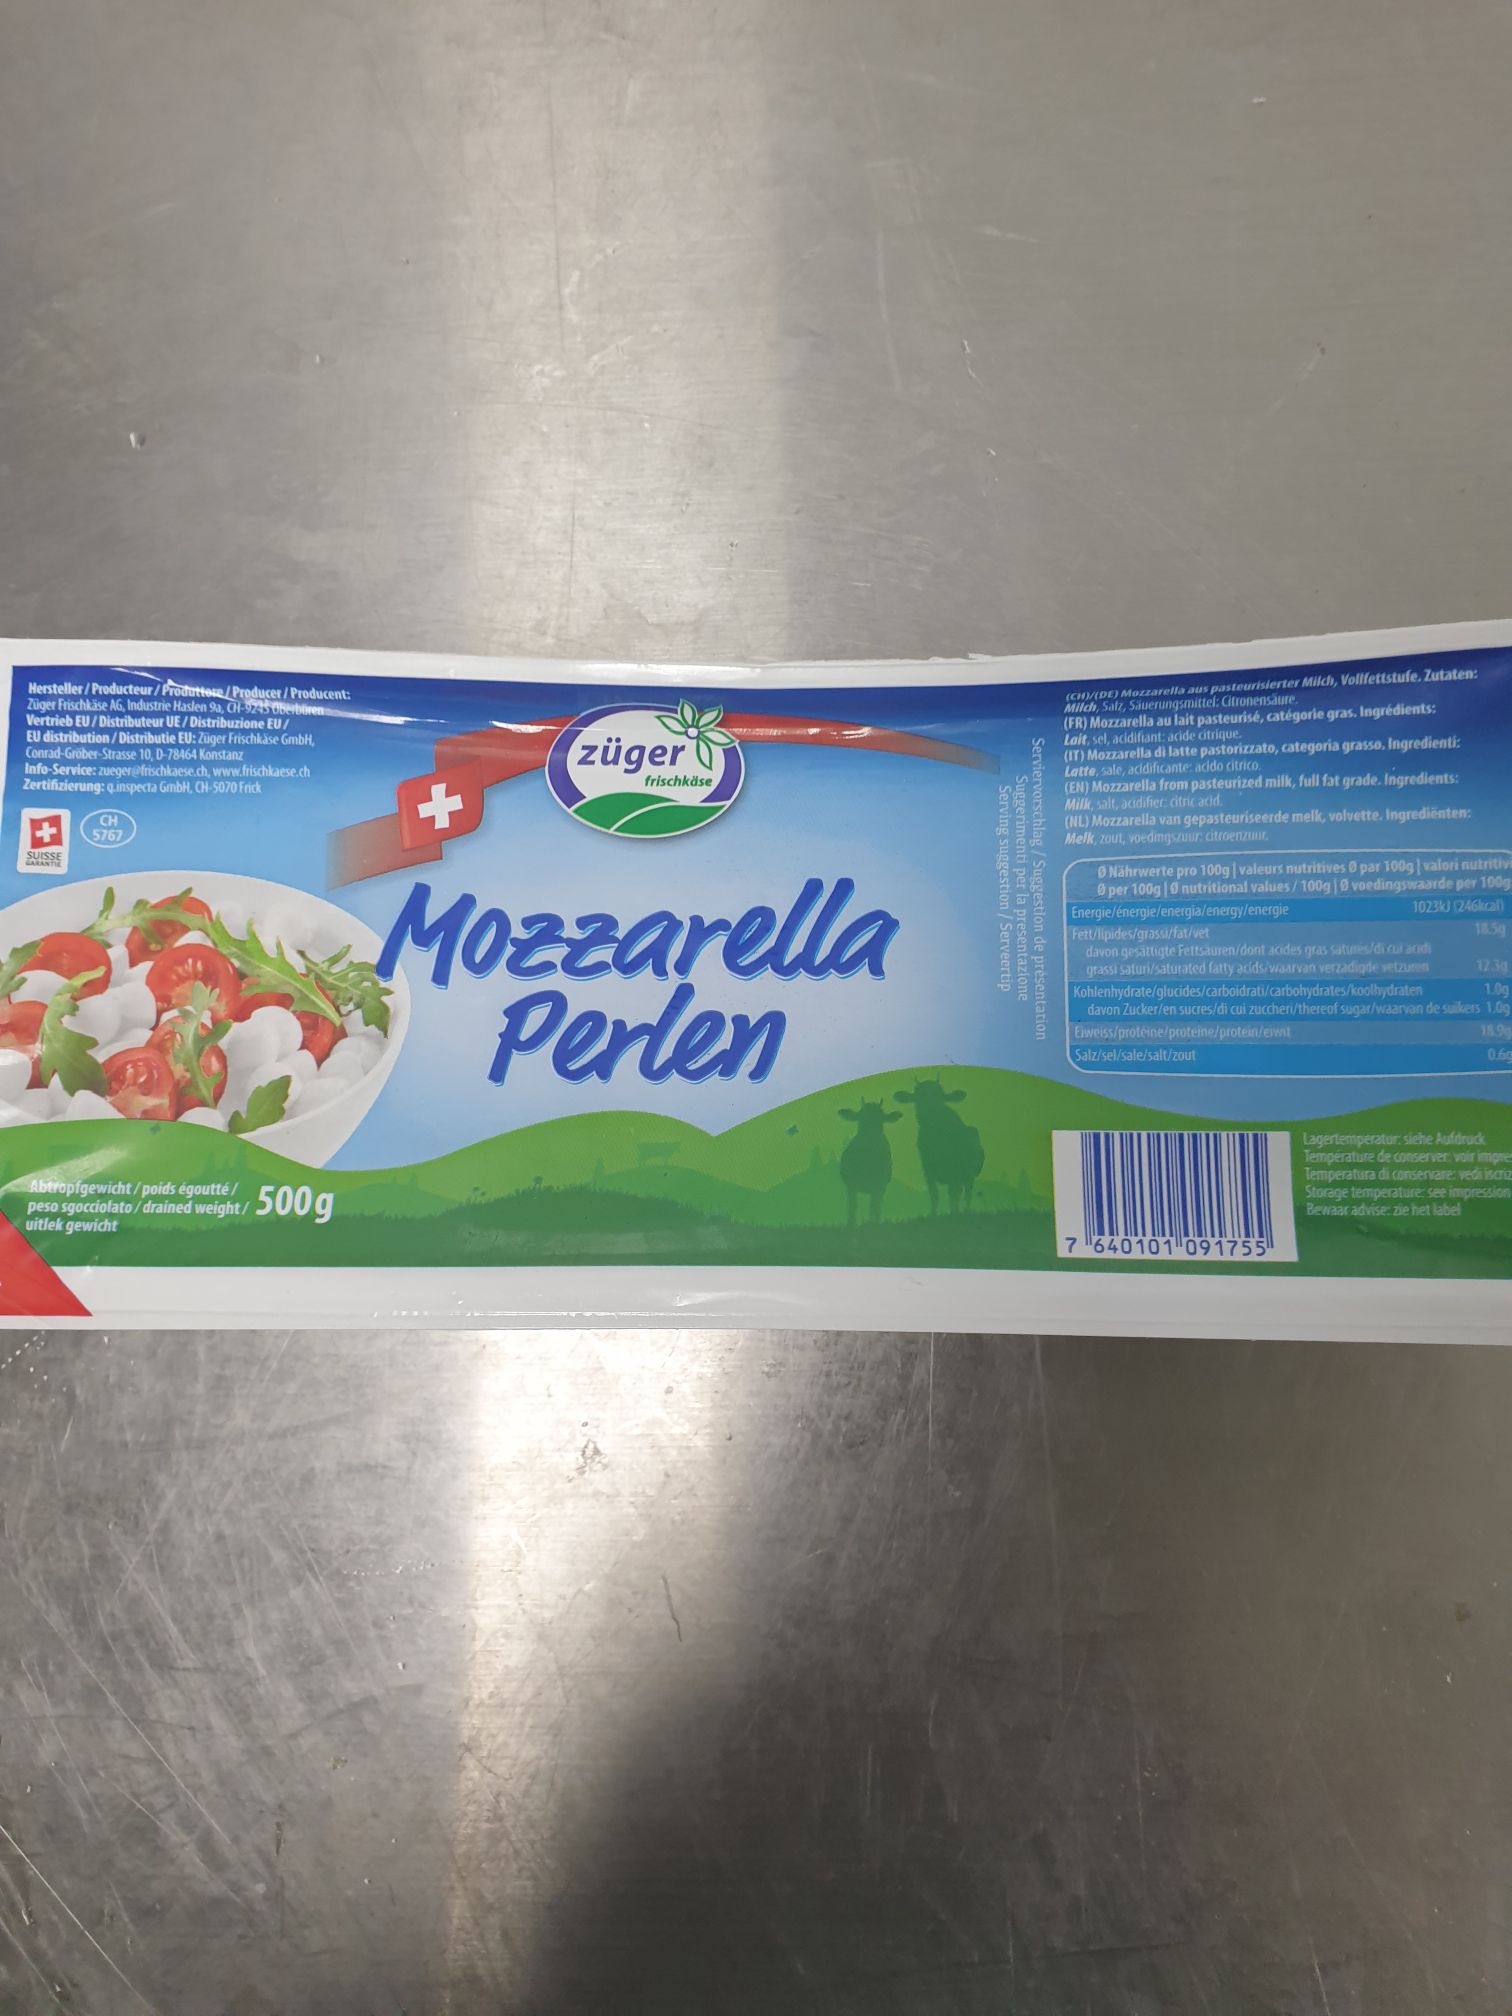 Hersteller / Producteur / Produttore / Producer / Producent:
Züger Frischkäse AG, Industrie Haslen 9a, CH-9245 Oberbüren
Vertrieb EU / Distributeur UE / Distribuzione EU /
EU distribution / Distributie EU: Züger Frischkäse GmbH,
Conrad-Gröber-Strasse 10, D-78464 Konstanz
Info-Service: zueger@frischkaese.ch, www.frischkaese.ch
Zertifizierung: q.inspecta GmbH, CH-5070 Frick
SUISSE
GARANTIE
CH
5767
züger
frischkäse
Mozzarella
Perlen
Abtropfgewicht / poids égoutté /
peso sgocciolato / drained weight /
uitlek gewicht
500g
Serviervorschlag / Suggestion de présentation
Suggerimenti per la presentazione
Serving suggestion / Serveertip
(CH)/(DE) Mozzarella aus pasteurisierter Milch, Vollfettstufe. Zutaten:
Milch, Salz, Säuerungsmittel: Citronensäure.
(FR) Mozzarella au lait pasteurisé, catégorie gras. Ingrédients:
Lait, sel, acidifiant: acide citrique.
(IT) Mozzarella di latte pastorizzato, categoria grasso. Ingredienti:
Latte, sale, acidificante: acido citrico.
(EN) Mozzarella from pasteurized milk, full fat grade. Ingredients:
Milk, salt, acidifier: citric acid.
(NL) Mozzarella van gepasteuriseerde melk, volvette. Ingrediënten:
Melk, zout, voedingszuur: citroenzuur.
Ø Nährwerte pro 100g | valeurs nutritives Ø par 100g | valori nutritivi
Ø per 100g | Ø nutritional values / 100g | Ø voedingswaarde per 100g
Energie/énergie/energia/energy/energie 1023kJ (246kcal)
Fett/lipides/grassi/fat/vet 18.5g
davon gesättigte Fettsäuren/dont acides gras saturés/di cui acidi
grassi saturi/saturated fatty acids/waarvan verzadigde vetzuren 12.3g
Kohlenhydrate/glucides/carboidrati/carbohydrates/koolhydraten 1.0g
davon Zucker/en sucres/di cui zuccheri/thereof sugar/waarvan de suikers 1.0g
Eiweiss/protéine/proteine/protein/eiwit 18.9g
Salz/sel/sale/salt/zout 0.6g
7 640101 091755
Lagertemperatur: siehe Aufdruck
Température de conserver: voir impres
Temperatura di conservare: vedi iscriz
Storage temperature: see impression
Bewaar advise: zie het label